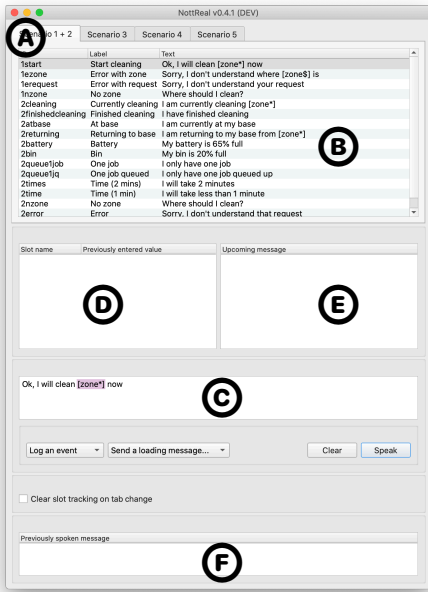 NottReal v0.4.1 (DEV)
A
Scenario 1 + 2 Scenario 3 Scenario 4 Scenario 5
Label Text
1start Start cleaning Ok, I will clean [zone*] now
1ezone Error with zone Sorry, I don't understand where [zone$] is
1erequest Error with request Sorry, I don't understand your request
1nzone No zone Where should I clean?
2cleaning Currently cleaning I am currently cleaning [zone*]
2finishedcleaning Finished cleaning I have finished cleaning
2atbase At base I am currently at my base
2returning Returning to base I am returning to my base from [zone*]
2battery Battery My battery is 65% full
2bin Bin My bin is 20% full
2queue1job One job I only have one job
2queue1jq One job queued I only have one job queued up
2times Time (2 mins) I will take 2 minutes
2time Time (1 min) I will take less than 1 minute
2nzone No zone Where should I clean?
2error Error Sorry, I don't understand that request
B
Slot name Previously entered value Upcoming message
D E
Ok, I will clean [zone*] now
C
Log an event Send a loading message... Clear Speak
Clear slot tracking on tab change
Previously spoken message
F